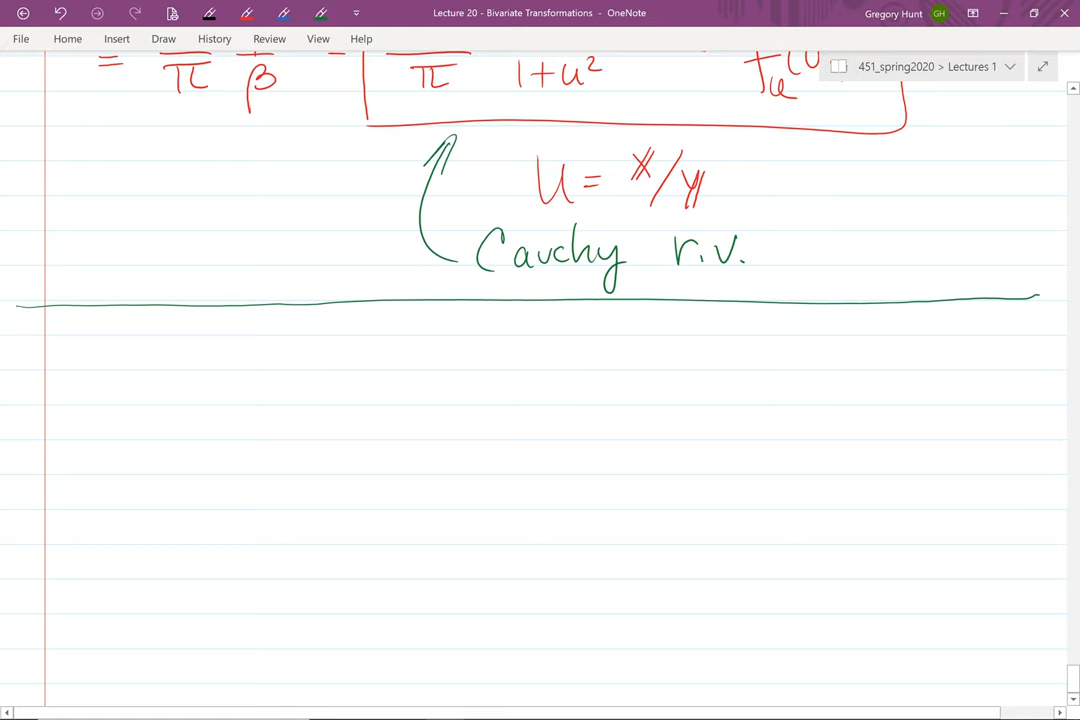 Lecture 20 - Bivariate Transformations - OneNote
Gregory Hunt GH
File Home Insert Draw History Review View Help
451_spring2020 > Lectures 1
= π β = π 1+u²
U = X/Y
Cauchy r.v.